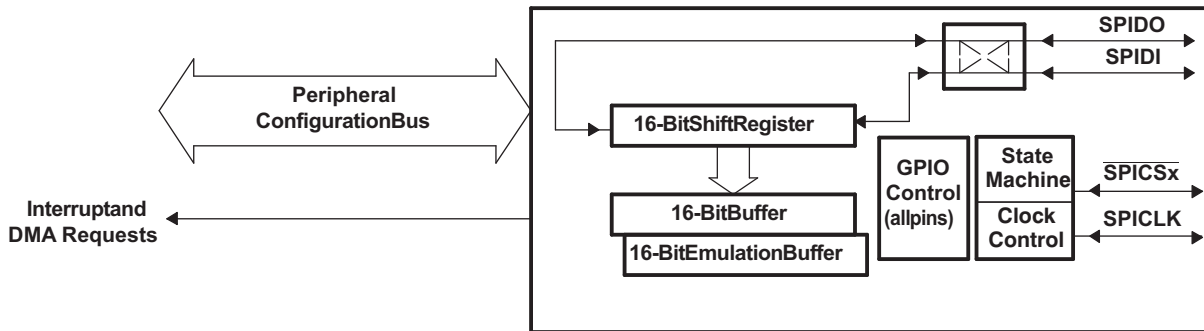 SPIDO
SPIDI
Peripheral
ConfigurationBus
16-BitShiftRegister
GPIO
Control
(allpins)
State
Machine
SPICSx
Clock
Control
SPICLK
Interruptand
DMA Requests
16-BitBuffer
16-BitEmulationBuffer